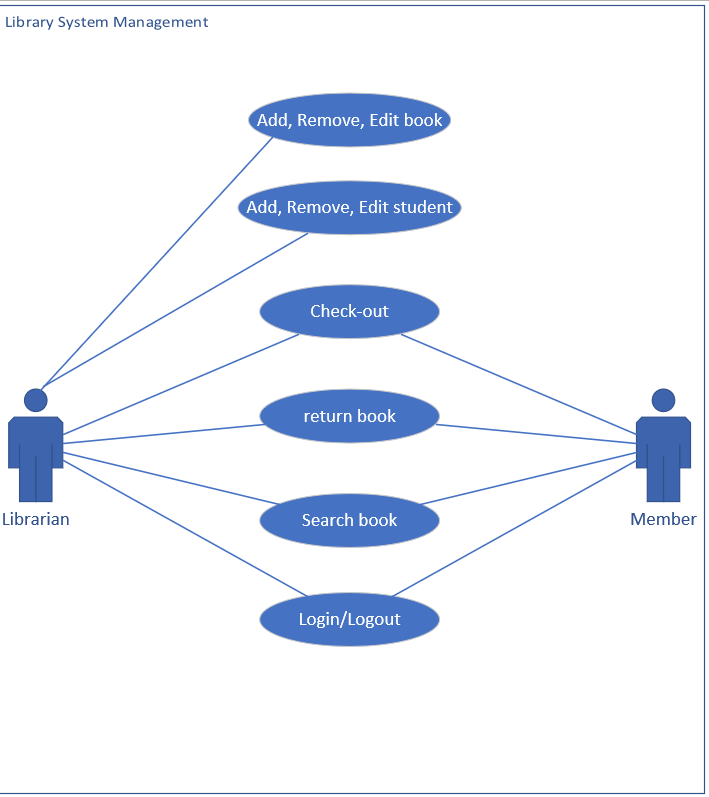 Library System Management
Add, Remove, Edit book
Add, Remove, Edit student
Check-out
return book
Librarian
Search book
Member
Login/Logout